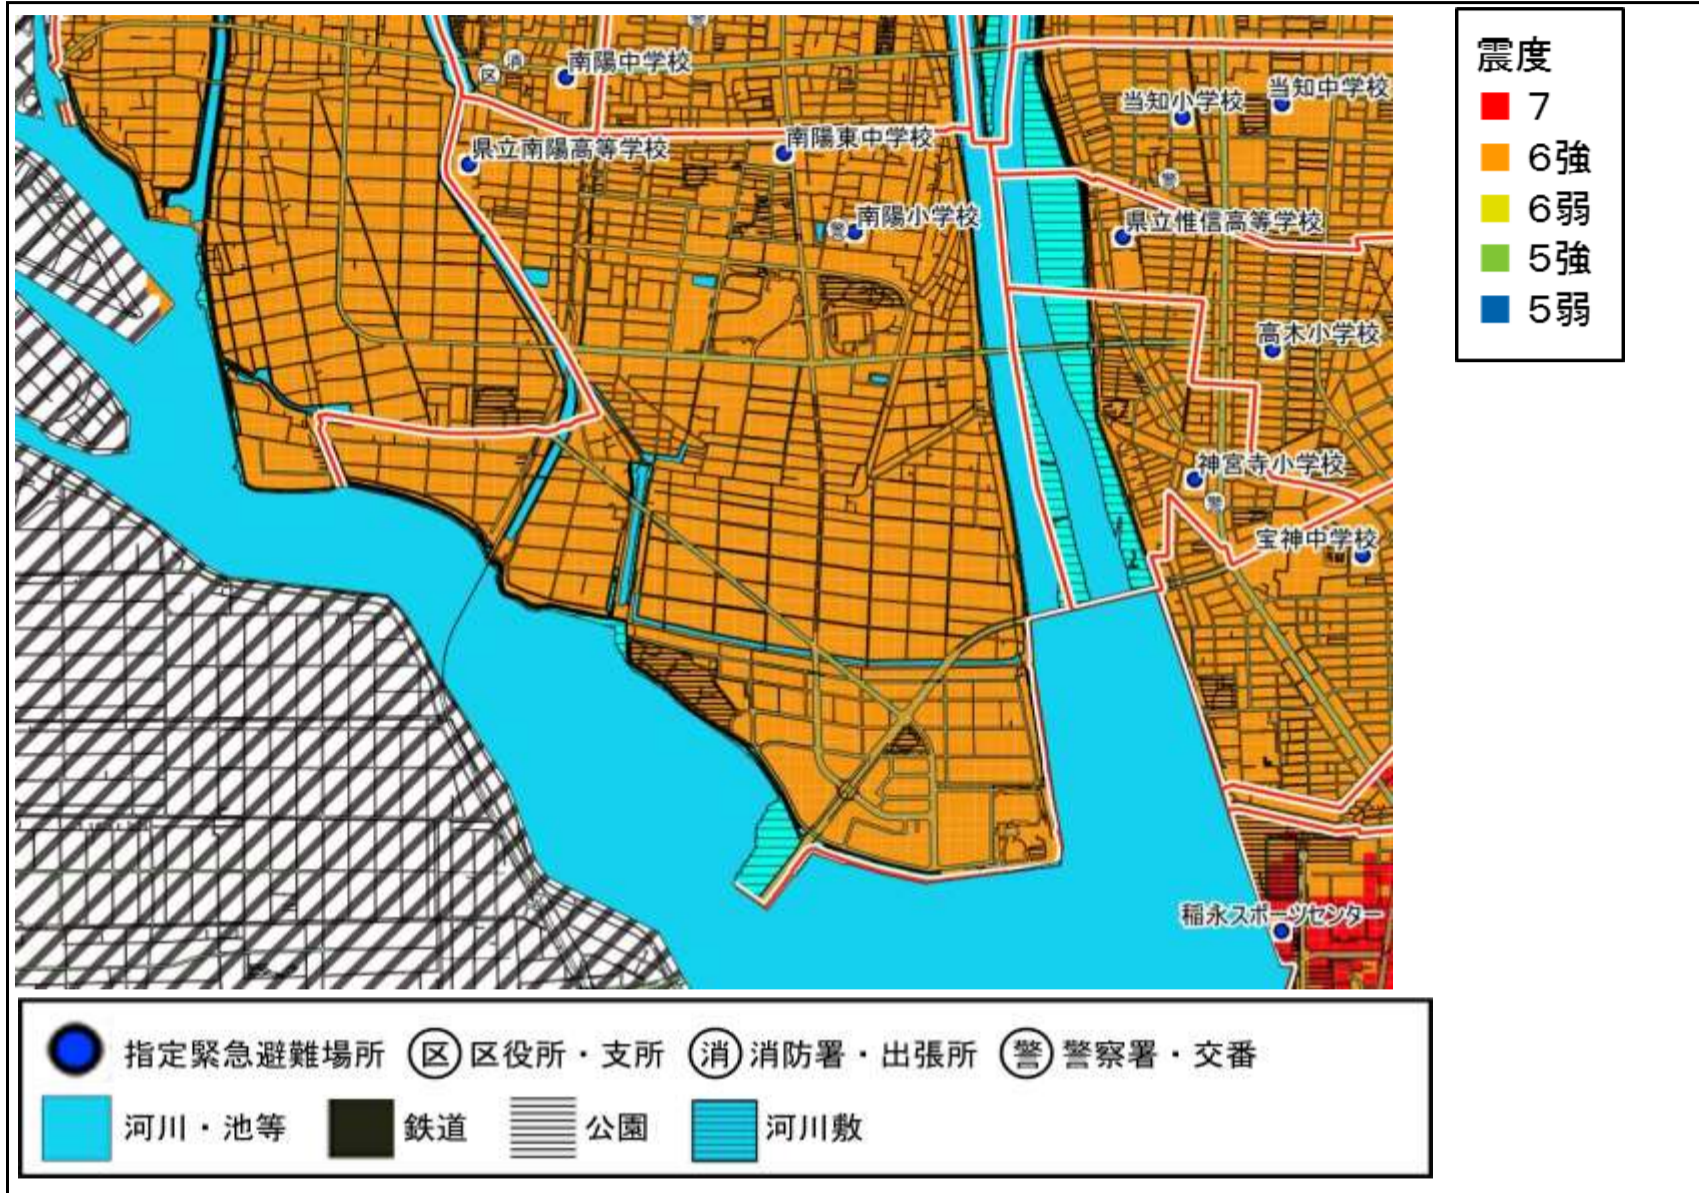 震度
7
6強
6弱
5強
5弱
警
消
区
南陽中学校
当知中学校
当知小学校
南陽東中学校
県立南陽高等学校
警
南陽小学校
警
県立惟信高等学校
高木小学校
神宮寺小学校
警
宝神中学校
稲永スポーツセンター
指定緊急避難場所
区 区役所・支所
消 消防署・出張所
警 警察署・交番
河川・池等
鉄道
公園
河川敷